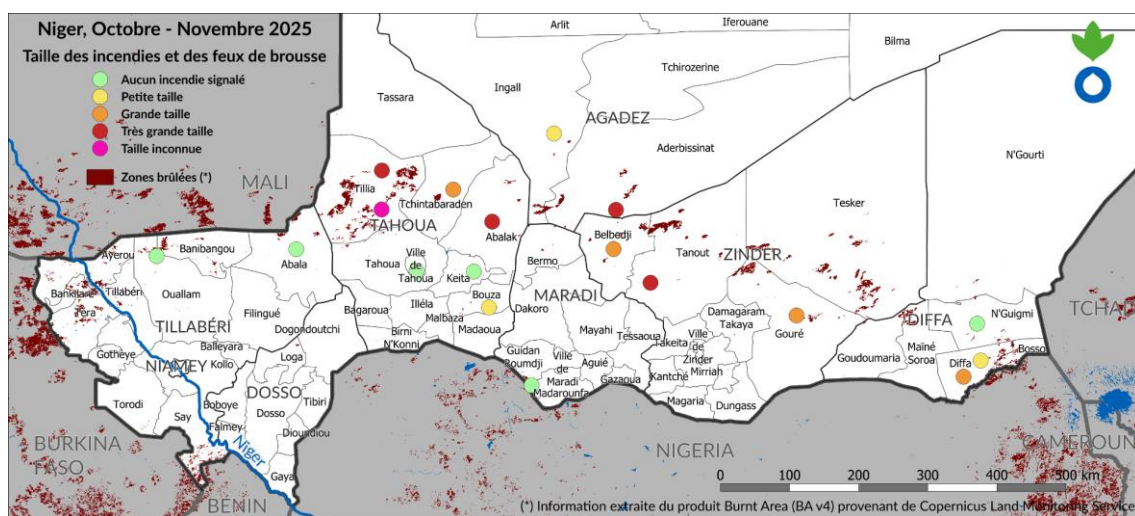 Niger, Octobre - Novembre 2025
Taille des incendies et des feux de brousse
Aucun incendie signalé
Petite taille
Grande taille
Très grande taille
Taille inconnue
Zones brûlées (*)
Arlit
Iferouane
Bilma
Tchirozerine
Ingall
Tassara
AGADEZ
Aderbissinat
N'Gourti
MALI
Tillia
Tchintabaraden
TAHOUA
Abalak
Belbedji
Tanout
Tesker
ZINDER
Ayerou
Banibangou
Abala
Tahoua
Ville
de
Tahoua
Keita
Bermo
Bankilaré
Tillabéri
Téra
Ouallam
Filingué
TILLABÉRI
Dogondoutchi
Bagaroua
Illéla
Malbaza
Bouza
Madaoua
Birni
N'Konni
MARADI
Dakoro
Mayahi
Tessaoua
Damagaram
Takaya
Gouré
DIFFA
N'Guigmi
TCHAD
Gotheye
Balleyara
NIAMEY
Kollo
Loga
Guidan
Roumdji
Ville
de
Maradi
Madarounfa
Aguié
Gazaoua
Takeita
Ville
de
Zinder
Mirriah
Kantché
Magaria
Dungass
Goudoumaria
Maïné
Soroa
Diffa
Bosso
Torodi
Say
Boboye
Falmey
DOSSO
Dosso
Tibiri
Dioundiou
Gaya
Niger
BURKINA
FASO
BENIN
NIGERIA
CAMEROUN
0 100 200 300 400 500 km
(*) Information extraite du produit Burnt Area (BA v4) provenant de Copernicus Land Monitoring Service